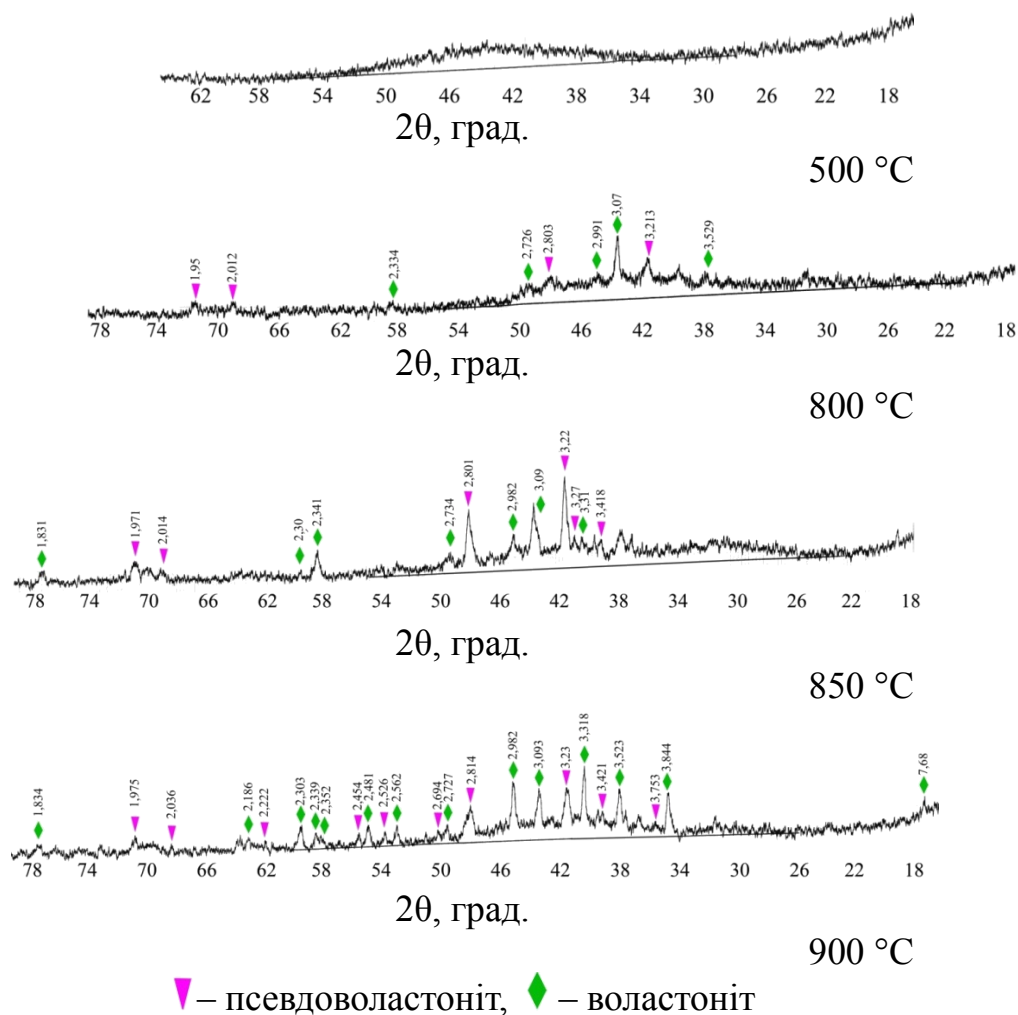 62 58 54 50 46 42 38 34 30 26 22 18
2θ, град.
500 °C
1,95 2,012 2,334 2,726 2,803 2,991 3,07 3,213 3,529
78 74 70 66 62 58 54 50 46 42 38 34 30 26 22 18
2θ, град.
800 °C
1,831 1,971 2,014 2,30 2,341 2,734 2,801 2,982 3,09 3,22 3,27 3,31 3,418
78 74 70 66 62 58 54 50 46 42 38 34 30 26 22 18
2θ, град.
850 °C
1,834 1,975 2,036 2,186 2,222 2,303 2,339 2,352 2,454 2,481 2,526 2,562 2,694 2,727 2,814 2,982 3,093 3,23 3,318 3,421 3,523 3,753 3,844 7,68
78 74 70 66 62 58 54 50 46 42 38 34 30 26 22 18
2θ, град.
900 °C
– псевдоволастоніт, – воластоніт